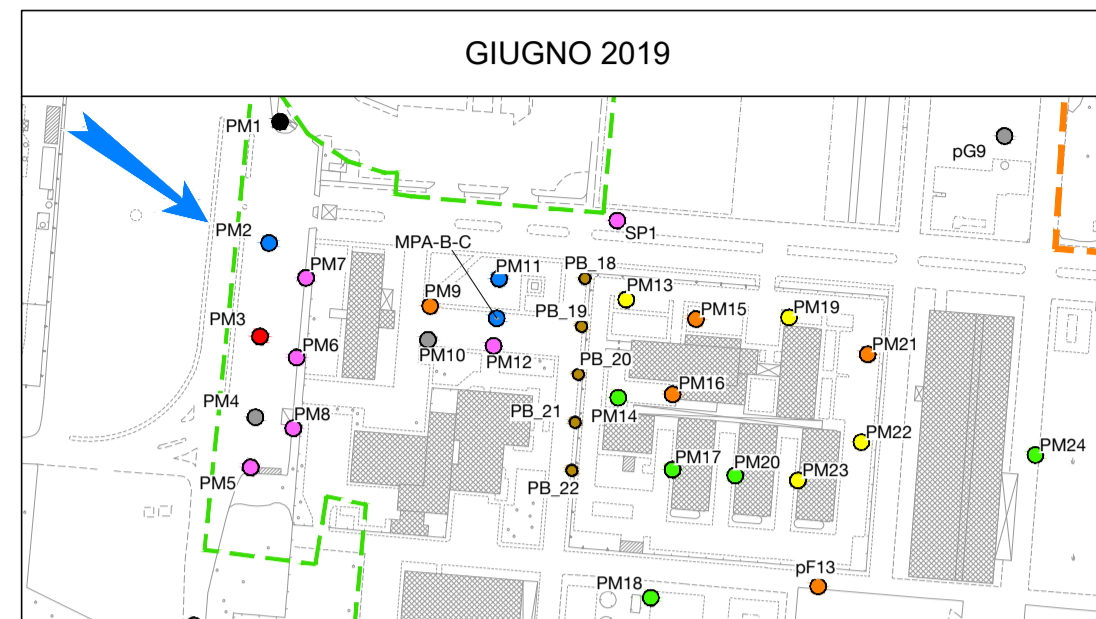 GIUGNO 2019
PM1
pG9
PM2
SP1
MPA-B-C
PM7
PM11
PB_18
PM13
PM9
PB_19
PM15
PM19
PM3
PM6
PM10
PM12
PB_20
PM21
PM16
PM4
PM8
PB_21
PM14
PM22
PM24
PM5
PB_22
PM17
PM20
PM23
pF13
PM18